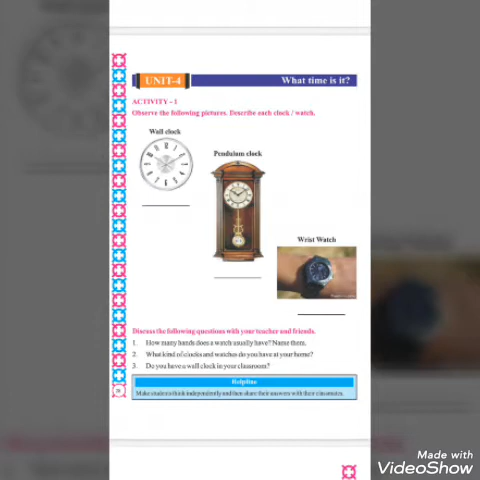 UNIT-4
What time is it?
ACTIVITY - 1
Observe the following pictures. Describe each clock / watch.
Wall clock
Pendulum clock
Wrist Watch
Discuss the following questions with your teacher and friends.
1. How many hands does a watch usually have? Name them.
2. What kind of clocks and watches do you have at your home?
3. Do you have a wall clock in your classroom?
Helpline
Make students think independently and then share their answers with their classmates.
Made with
VideoShow